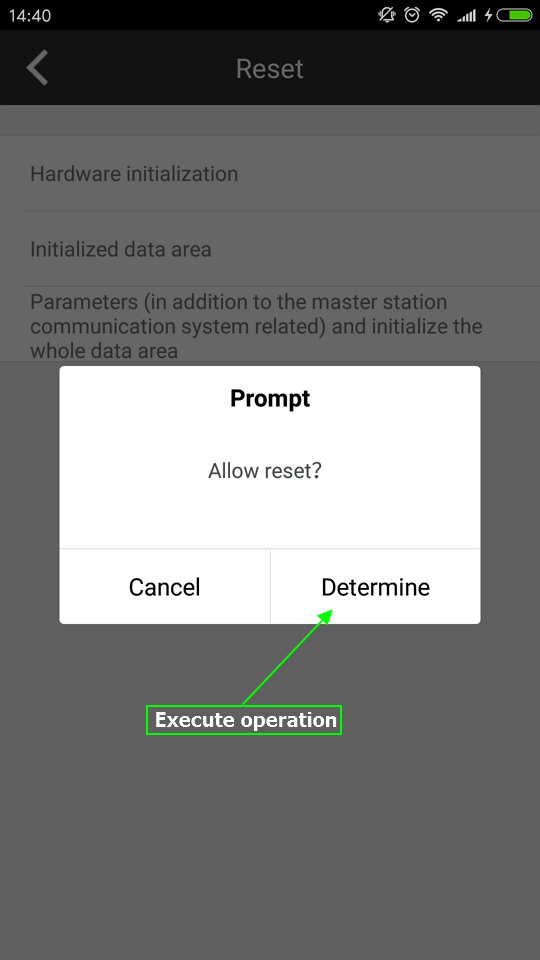 14:40
Reset
Hardware initialization
Initialized data area
Parameters (in addition to the master station
communication system related) and initialize the
whole data area
Prompt
Allow reset?
Cancel
Determine
Execute operation